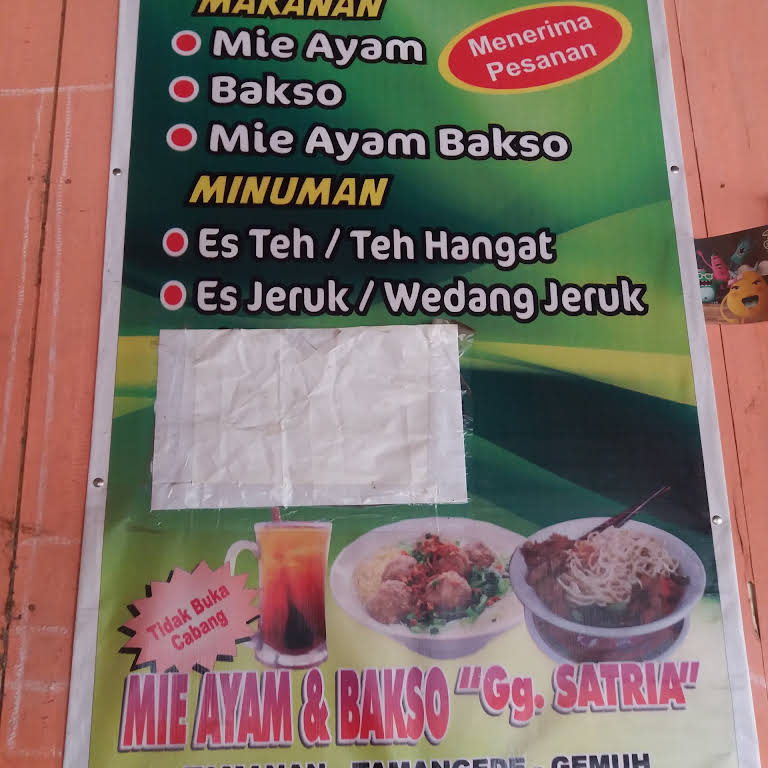 MAKANAN
Mie Ayam
Menerima
Pesanan
Bakso
Mie Ayam Bakso
MINUMAN
Es Teh / Teh Hangat
Es Jeruk / Wedang Jeruk
Tidak Buka
Cabang
MIE AYAM & BAKSO "Gg. SATRIA"
TAMANGEDE - GEMUH